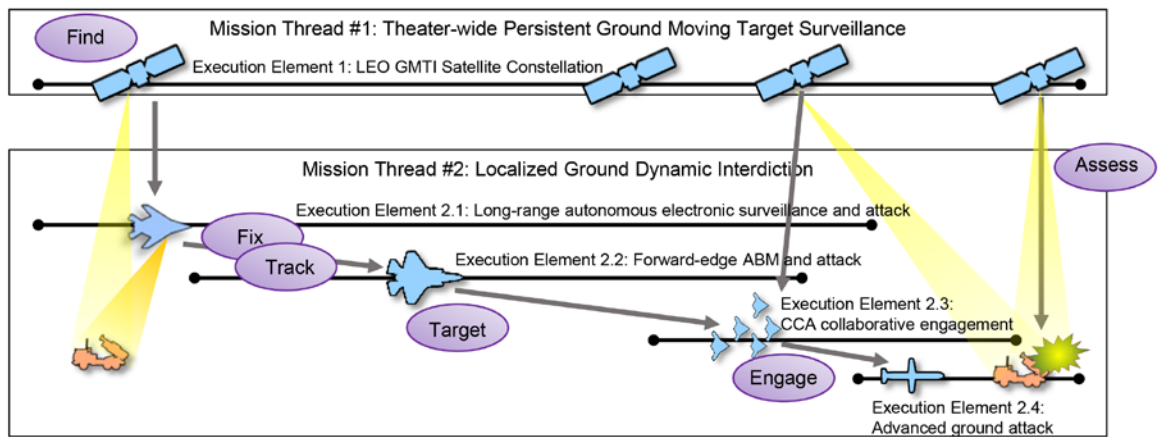 Mission Thread #1: Theater-wide Persistent Ground Moving Target Surveillance
Find
Execution Element 1: LEO GMTI Satellite Constellation
Mission Thread #2: Localized Ground Dynamic Interdiction
Assess
Execution Element 2.1: Long-range autonomous electronic surveillance and attack
Fix
Track
Execution Element 2.2: Forward-edge ABM and attack
Target
Execution Element 2.3:
CCA collaborative engagement
Engage
Execution Element 2.4:
Advanced ground attack